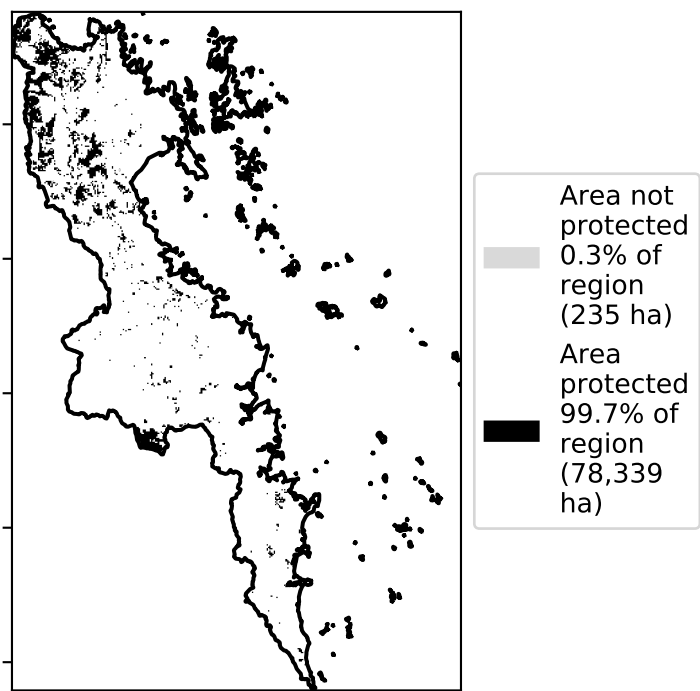 Area not
protected
0.3% of
region
(235 ha)
Area
protected
99.7% of
region
(78,339
ha)